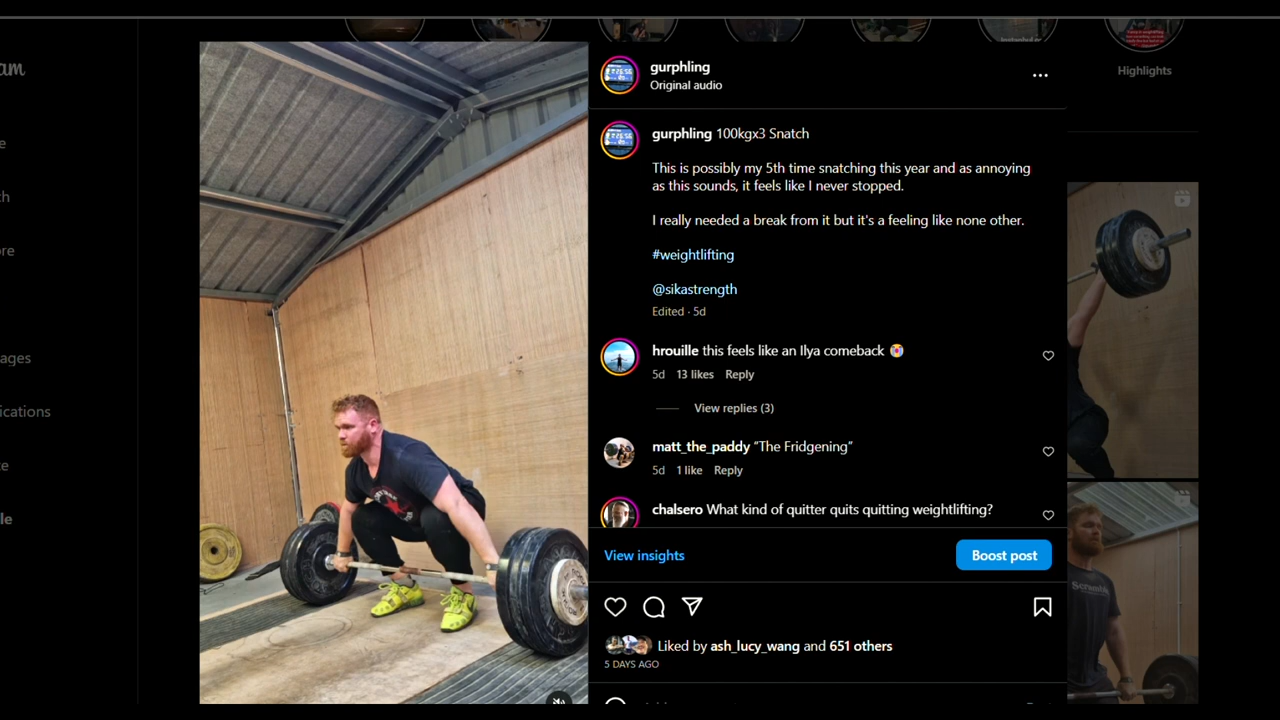 am
e
h
ore
ages
ications
e
le
Highlights
gurphling
Original audio
gurphling 100kgx3 Snatch
This is possibly my 5th time snatching this year and as annoying
as this sounds, it feels like I never stopped.
I really needed a break from it but it's a feeling like none other.
#weightlifting
@sikastrength
Edited · 5d
hrouille this feels like an Ilya comeback
5d 13 likes Reply
View replies (3)
matt_the_paddy “The Fridgening”
5d 1 like Reply
chalsero What kind of quitter quits quitting weightlifting?
View insights
Boost post
Liked by ash_lucy_wang and 651 others
5 DAYS AGO